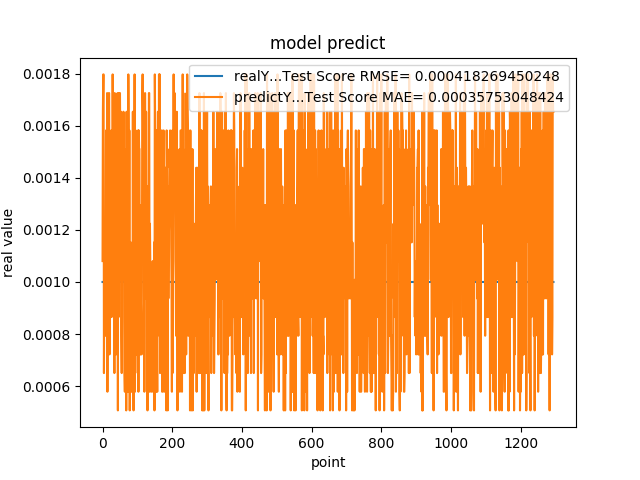 model predict
realY...Test Score RMSE= 0.000418269450248
predictY...Test Score MAE= 0.00035753048424
real value
0.0018
0.0016
0.0014
0.0012
0.0010
0.0008
0.0006
0 200 400 600 800 1000 1200
point